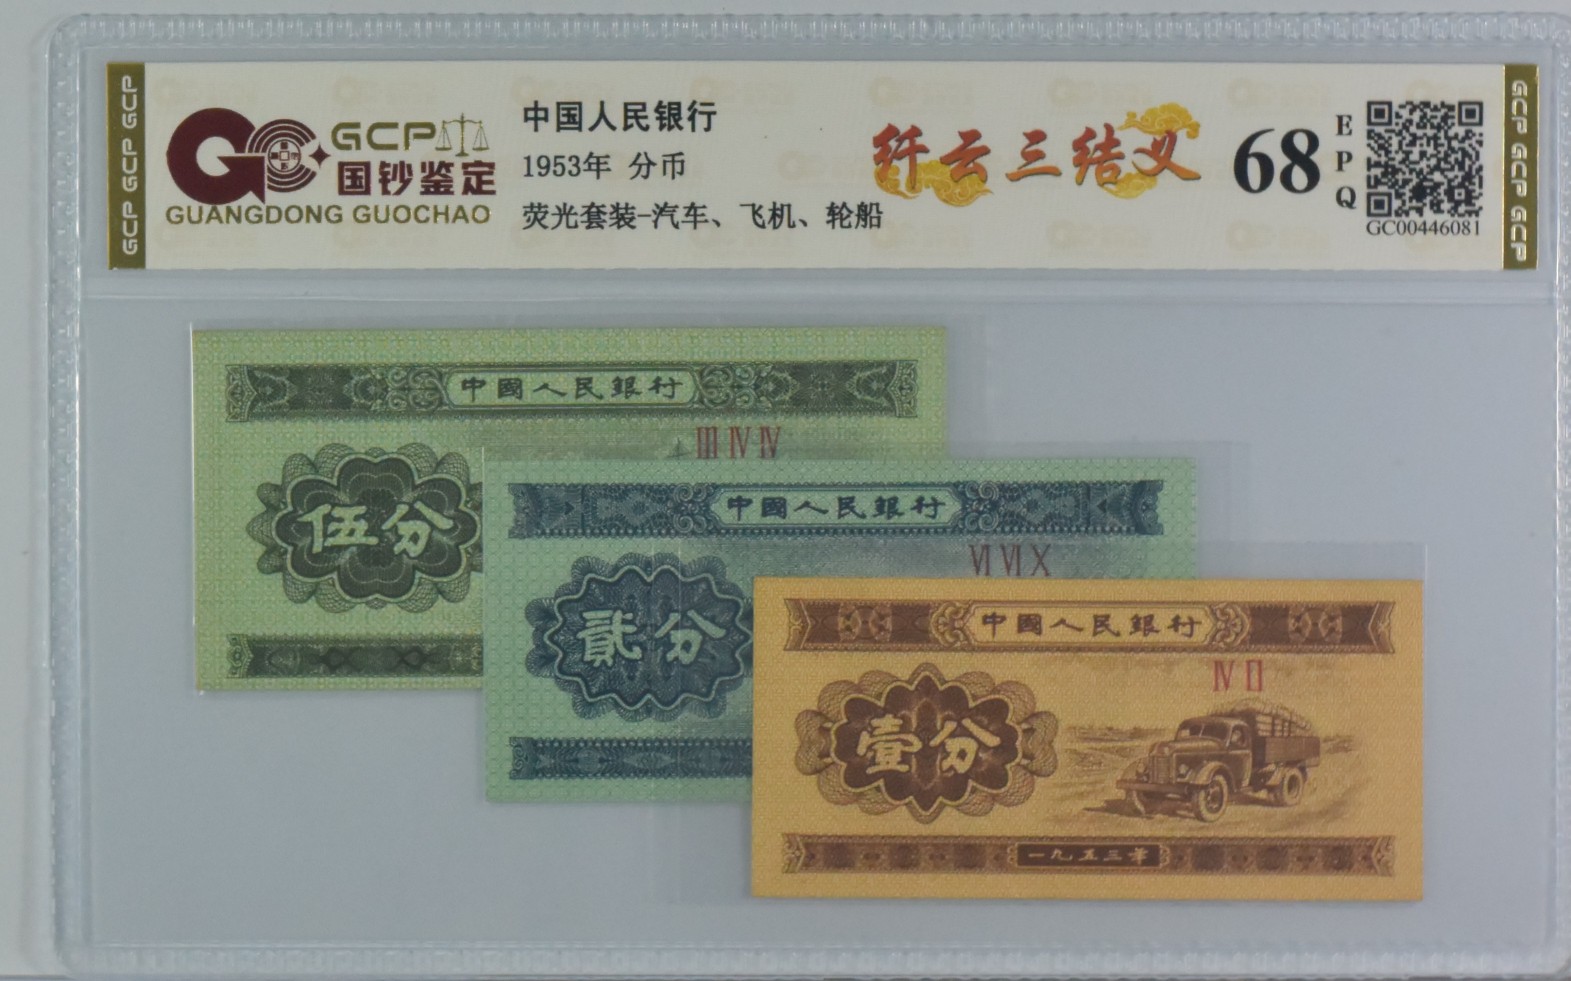 GCP GCP GCP
GCP
国钞鉴定
GUANGDONG GUOCHAO
中国人民银行
1953年 分币
荧光套装-汽车、飞机、轮船
纤云三结义
68
EPQ
GC00446081
GCP GCP GCP
中國人民銀行
III IV IV
伍分
中國人民銀行
VI VI X
貳分
中國人民銀行
IV II
壹分
一九五三年